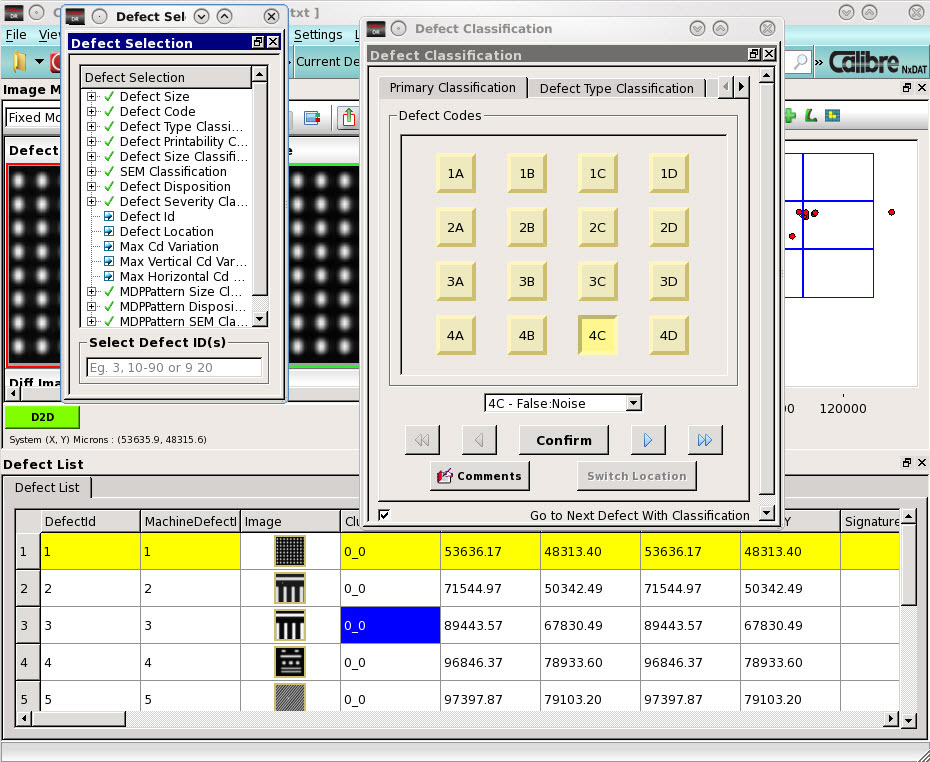 Defect Sel
txt ]
Defect Classification
File
View
Settings
Defect Selection
Defect Classification
Current De
Calibre NxDAT
Image M
Fixed Mo
Defect
e
Defect Selection
Defect Size
Defect Code
Defect Type Classi...
Defect Printability C...
Defect Size Classifi...
SEM Classification
Defect Disposition
Defect Severity Cla...
Defect Id
Defect Location
Max Cd Variation
Max Vertical Cd Var...
Max Horizontal Cd ...
MDPPattern Size Cl...
MDPPattern Disposi...
MDPPattern SEM Cla...
Select Defect ID(s)
Eg. 3, 10-90 or 9 20
Primary Classification
Defect Type Classification
Defect Codes
1A 1B 1C 1D
2A 2B 2C 2D
3A 3B 3C 3D
4A 4B 4C 4D
4C - False:Noise
Confirm
Comments
Switch Location
Go to Next Defect With Classification
0 120000
Diff Ima
D2D
System (X, Y) Microns : (53635.9, 48315.6)
Defect List
Defect List
DefectId MachineDefectI Image Clu Y Signature
1 1 1 0_0 53636.17 48313.40 53636.17 48313.40
2 2 2 0_0 71544.97 50342.49 71544.97 50342.49
3 3 3 0_0 89443.57 67830.49 89443.57 67830.49
4 4 4 0_0 96846.37 78933.60 96846.37 78933.60
5 5 5 0_0 97397.87 79103.20 97397.87 79103.20